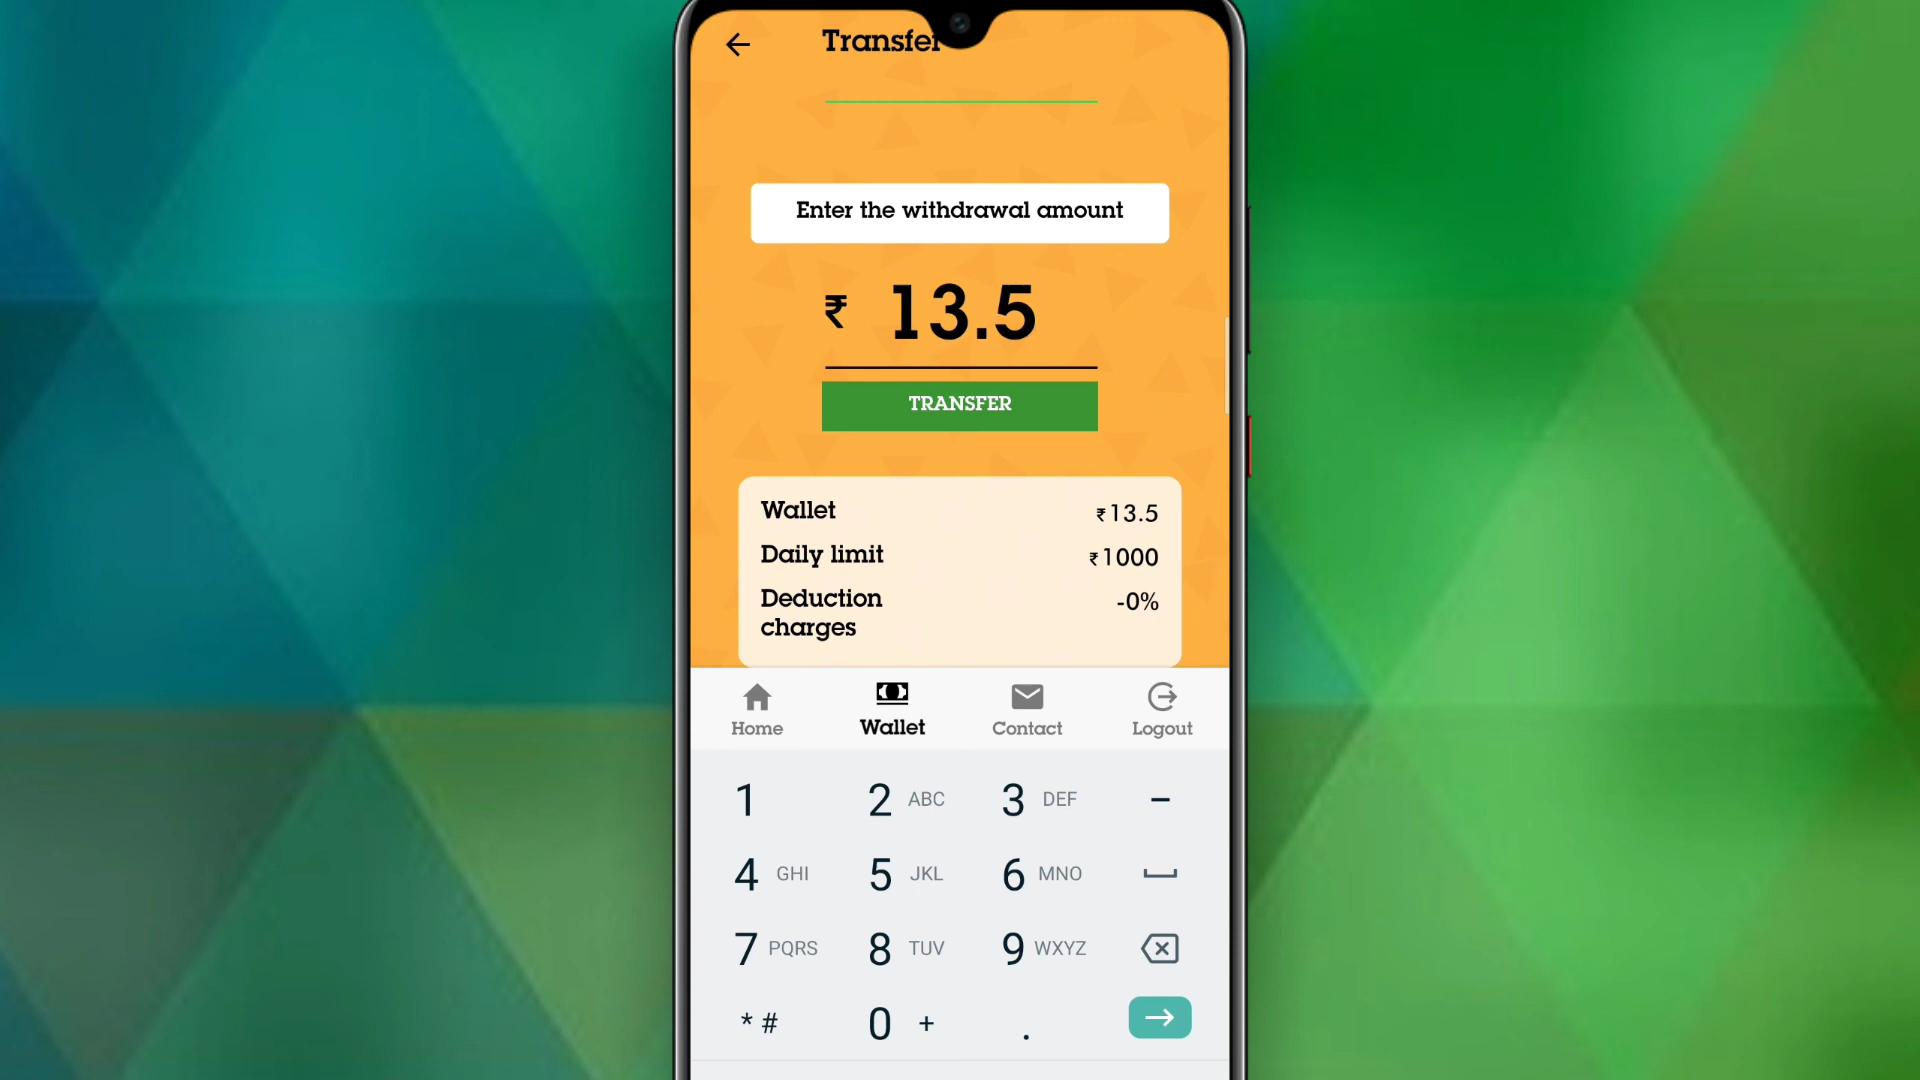 Transfer
Enter the withdrawal amount
₹ 13.5
TRANSFER
Wallet ₹13.5
Daily limit ₹1000
Deduction -0%
charges
Home Wallet Contact Logout
1 2 ABC 3 DEF -
4 GHI 5 JKL 6 MNO
7 PQRS 8 TUV 9 WXYZ
* # 0 + .